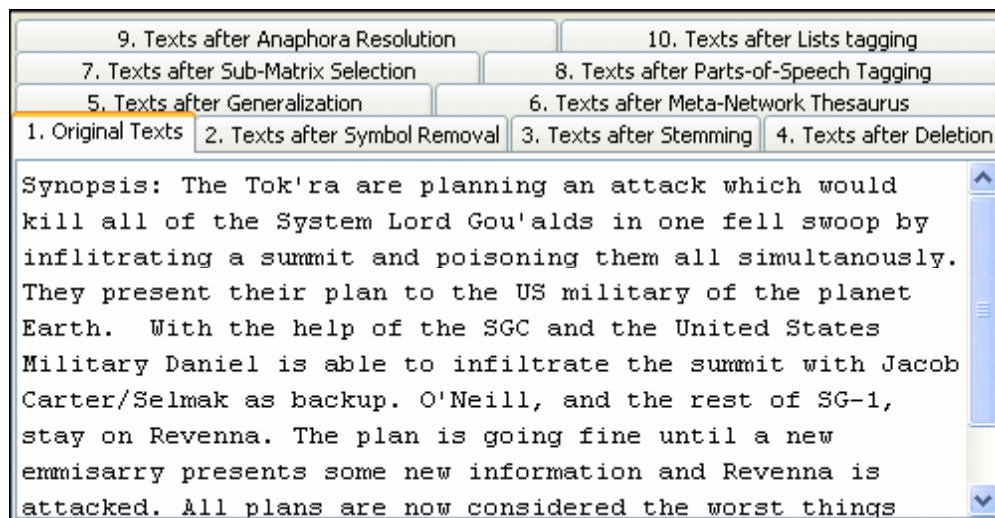 9. Texts after Anaphora Resolution
10. Texts after Lists tagging
7. Texts after Sub-Matrix Selection
8. Texts after Parts-of-Speech Tagging
5. Texts after Generalization
6. Texts after Meta-Network Thesaurus
1. Original Texts
2. Texts after Symbol Removal
3. Texts after Stemming
4. Texts after Deletion
Synopsis: The Tok'ra are planning an attack which would
kill all of the System Lord Gou'alds in one fell swoop by
inflitrating a summit and poisoning them all simultanously.
They present their plan to the US military of the planet
Earth.  With the help of the SGC and the United States
Military Daniel is able to infiltrate the summit with Jacob
Carter/Selmak as backup. O'Neill, and the rest of SG-1,
stay on Revenna. The plan is going fine until a new
emmisarry presents some new information and Revenna is
attacked. All plans are now considered the worst things